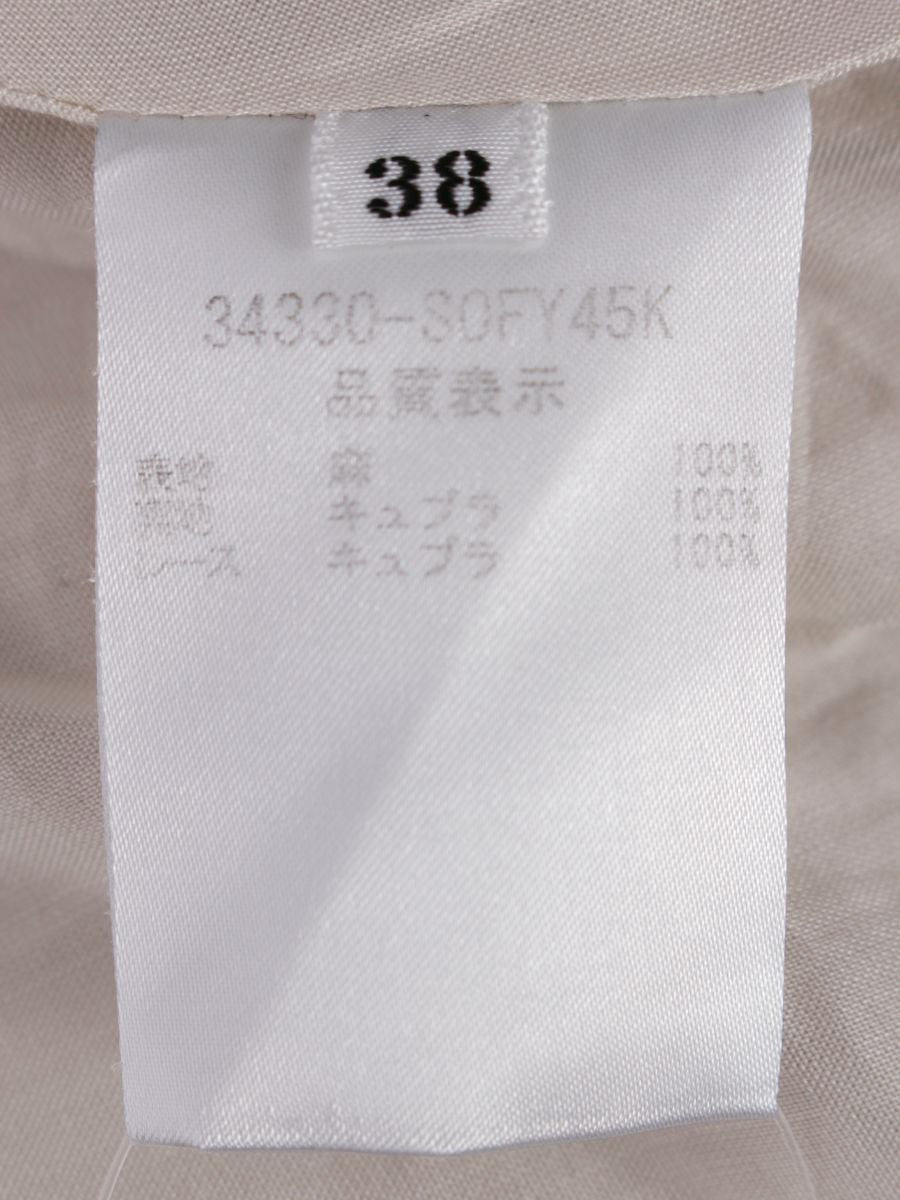 38
34330-SOFY45K
品質表示
表地 麻 100%
裏地 キュプラ 100%
レース キュプラ 100%